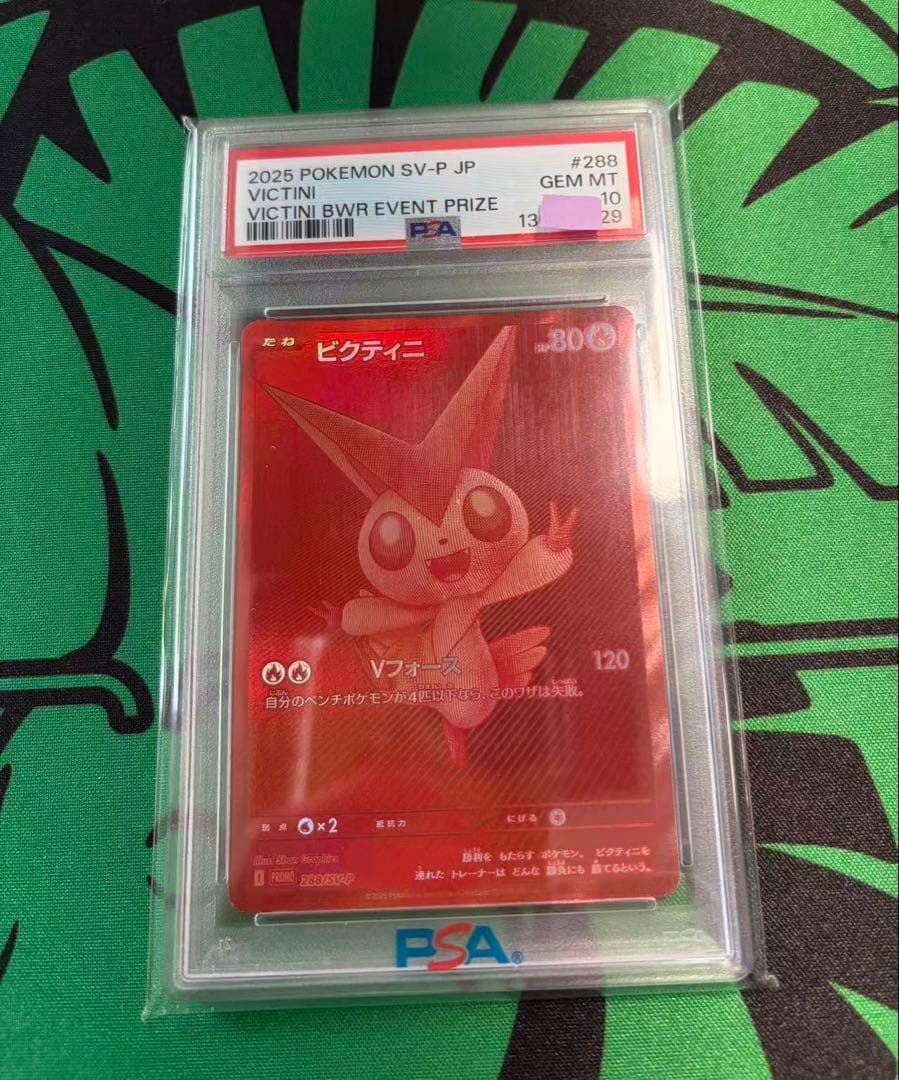 2025 POKEMON SV-P JP #288
VICTINI GEM MT
VICTINI BWR EVENT PRIZE 10
13 29
PSA
たね ビクティニ HP 80
Vフォース 120
自分のベンチポケモンが4匹以下なら、このワザは失敗。
弱点 ×2 抵抗力 にげる
勝利を もたらす ポケモン。 ビクティニを
連れた トレーナーは どんな 勝負にも 勝てるという。
PROMO 288/SV-P
©2025
PSA®